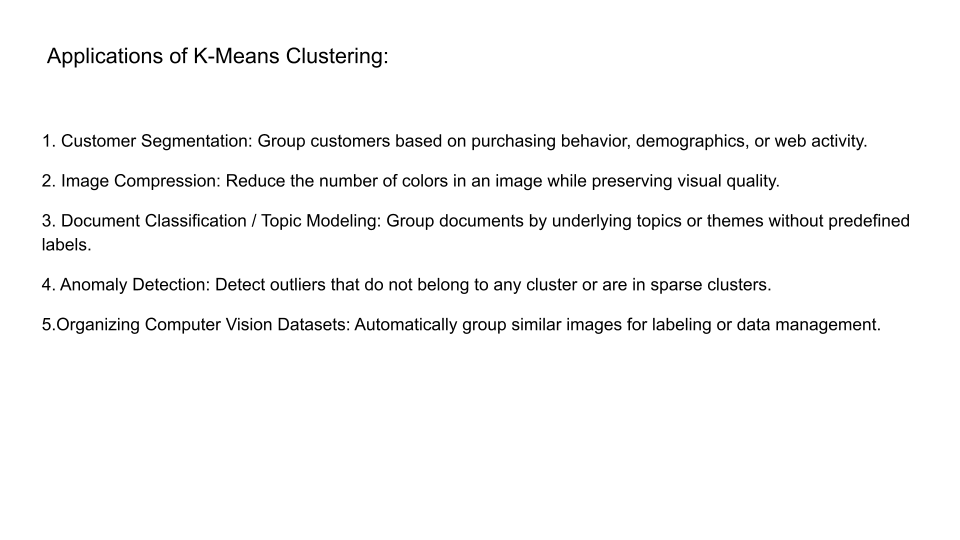 Applications of K-Means Clustering:
1. Customer Segmentation: Group customers based on purchasing behavior, demographics, or web activity.
2. Image Compression: Reduce the number of colors in an image while preserving visual quality.
3. Document Classification / Topic Modeling: Group documents by underlying topics or themes without predefined
labels.
4. Anomaly Detection: Detect outliers that do not belong to any cluster or are in sparse clusters.
5.Organizing Computer Vision Datasets: Automatically group similar images for labeling or data management.